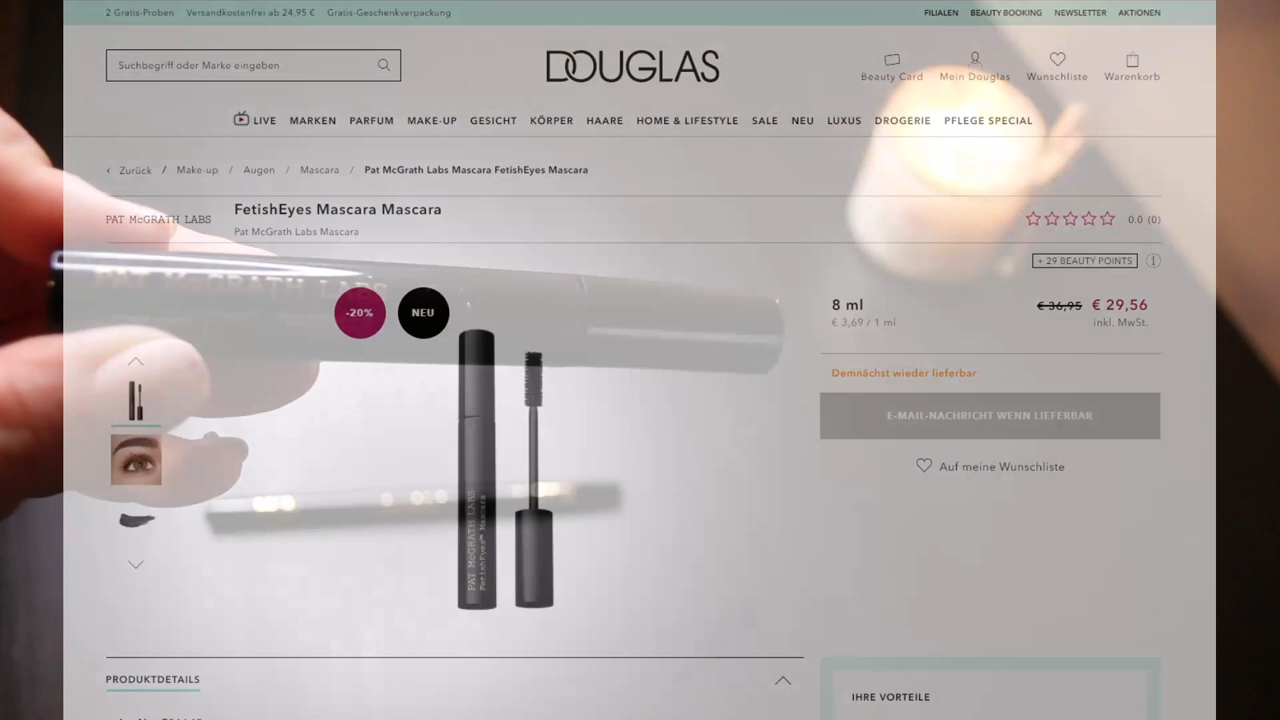 2 Gratis-Proben Versandkostenfrei ab 24,95 € Gratis-Geschenkverpackung
FILIALEN BEAUTY BOOKING NEWSLETTER AKTIONEN
Suchbegriff oder Marke eingeben
DOUGLAS
Beauty Card Mein Douglas Wunschliste Warenkorb
LIVE MARKEN PARFUM MAKE-UP GESICHT KÖRPER HAARE HOME & LIFESTYLE SALE NEU LUXUS DROGERIE PFLEGE SPECIAL
‹ Zurück / Make-up / Augen / Mascara / Pat McGrath Labs Mascara FetishEyes Mascara
PAT McGRATH LABS
FetishEyes Mascara Mascara
Pat McGrath Labs Mascara
0.0 (0)
+ 29 BEAUTY POINTS
PAT McGRATH LABS
-20%
NEU
8 ml
€ 36,95 € 29,56
€ 3,69 / 1 ml
inkl. MwSt.
Demnächst wieder lieferbar
E-MAIL-NACHRICHT WENN LIEFERBAR
Auf meine Wunschliste
PAT McGRATH LABS
FetishEyes™ Mascara
PRODUKTDETAILS
IHRE VORTEILE